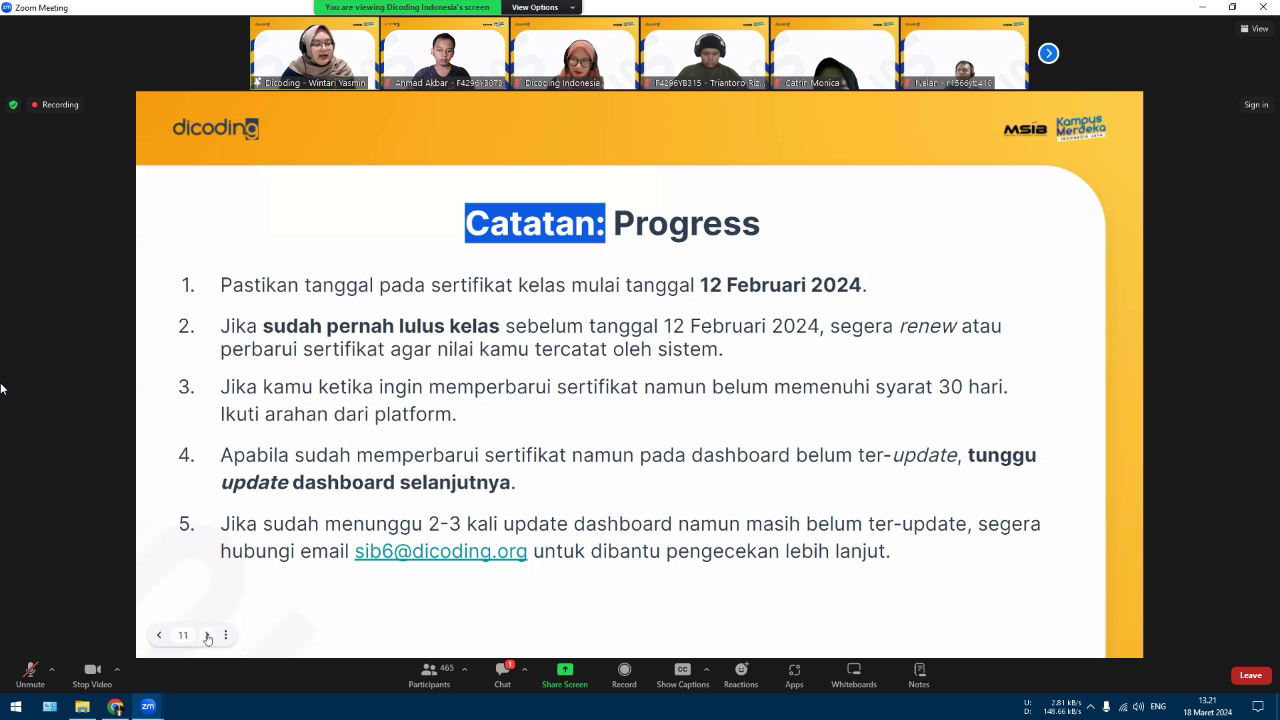 Zoom Meeting
You are viewing Dicoding Indonesia's screen
View Options
View
Recording
Sign in
Dicoding - Wintari Yasmin
Ahmad Akbar - F4296YB073
Dicoding Indonesia
F4296YB315 - Triantoro Riz...
Catrin Monica
dicoding
MSIB
Kampus
Merdeka
INDONESIA JAYA
Catatan: Progress
1. Pastikan tanggal pada sertifikat kelas mulai tanggal 12 Februari 2024.
2. Jika sudah pernah lulus kelas sebelum tanggal 12 Februari 2024, segera renew atau
perbarui sertifikat agar nilai kamu tercatat oleh sistem.
3. Jika kamu ketika ingin memperbarui sertifikat namun belum memenuhi syarat 30 hari.
Ikuti arahan dari platform.
4. Apabila sudah memperbarui sertifikat namun pada dashboard belum ter-update, tunggu
update dashboard selanjutnya.
5. Jika sudah menunggu 2-3 kali update dashboard namun masih belum ter-update, segera
hubungi email sib6@dicoding.org untuk dibantu pengecekan lebih lanjut.
11
Unmute
Stop Video
Participants 465
Chat 1
Share Screen
Record
Show Captions
Reactions
Apps
Whiteboards
Notes
Leave
U: 2.81 kB/s
D: 148.66 kB/s
ENG
13.21
18 Maret 2024